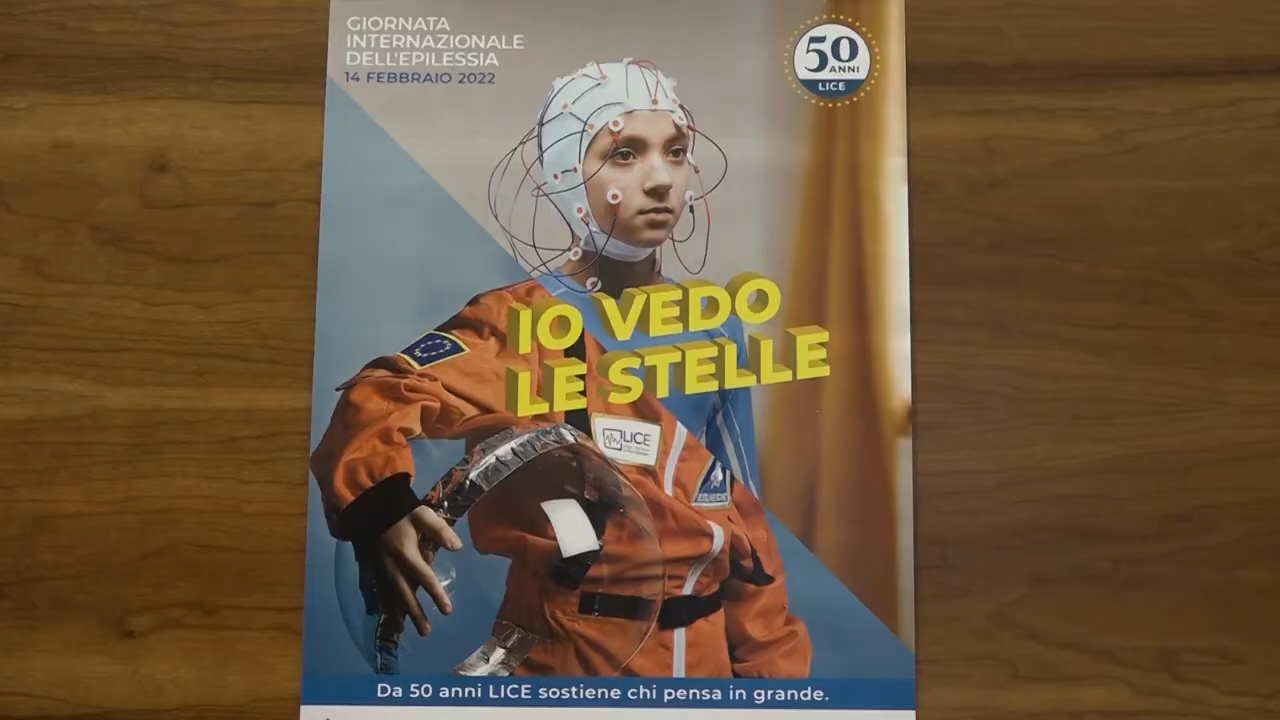 GIORNATA
INTERNAZIONALE
DELL'EPILESSIA
14 FEBBRAIO 2022
50
ANNI
LICE
IO VEDO
LE STELLE
LICE
Da 50 anni LICE sostiene chi pensa in grande.